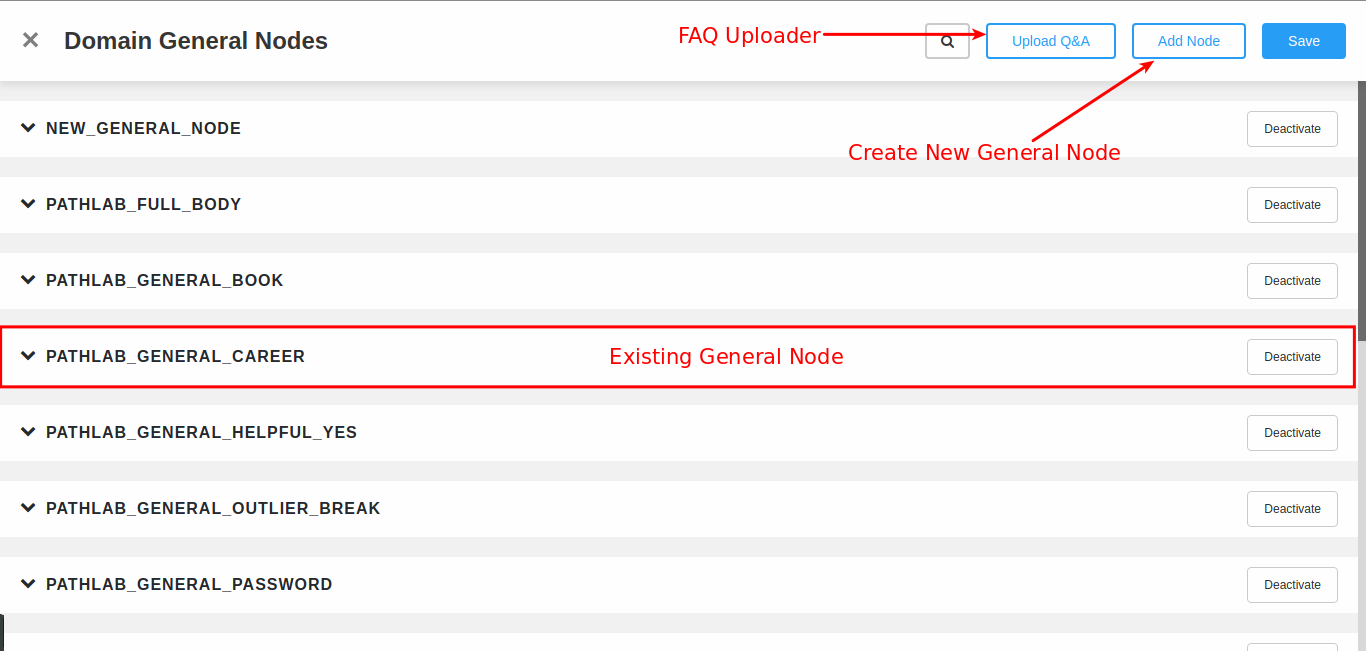 Domain General Nodes
FAQ Uploader
Upload Q&A
Add Node
Save
NEW_GENERAL_NODE
Deactivate
Create New General Node
PATHLAB_FULL_BODY
Deactivate
PATHLAB_GENERAL_BOOK
Deactivate
PATHLAB_GENERAL_CAREER
Existing General Node
Deactivate
PATHLAB_GENERAL_HELPFUL_YES
Deactivate
PATHLAB_GENERAL_OUTLIER_BREAK
Deactivate
PATHLAB_GENERAL_PASSWORD
Deactivate